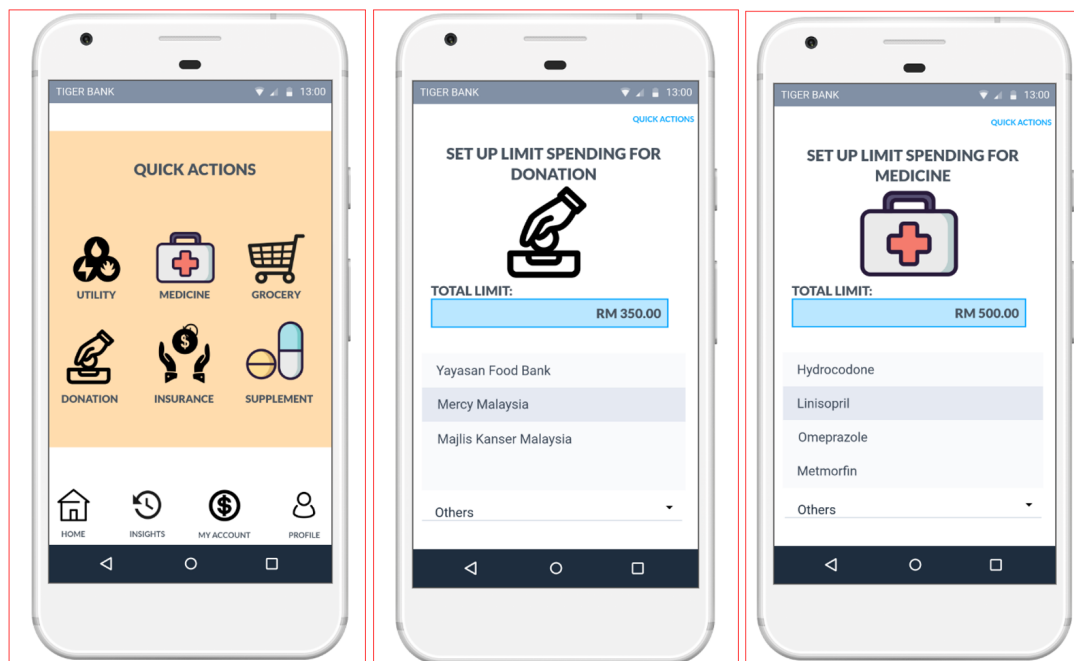 TIGER BANK 13:00
QUICK ACTIONS
UTILITY MEDICINE GROCERY
$
DONATION INSURANCE SUPPLEMENT
$
HOME INSIGHTS MY ACCOUNT PROFILE
TIGER BANK 13:00
QUICK ACTIONS
SET UP LIMIT SPENDING FOR
DONATION
TOTAL LIMIT:
RM 350.00
Yayasan Food Bank
Mercy Malaysia
Majlis Kanser Malaysia
Others
TIGER BANK 13:00
QUICK ACTIONS
SET UP LIMIT SPENDING FOR
MEDICINE
TOTAL LIMIT:
RM 500.00
Hydrocodone
Linisopril
Omeprazole
Metmorfin
Others